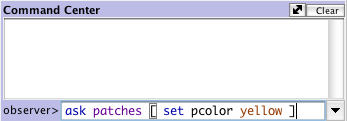 Command Center
Clear
observer> ask patches [ set pcolor yellow ]